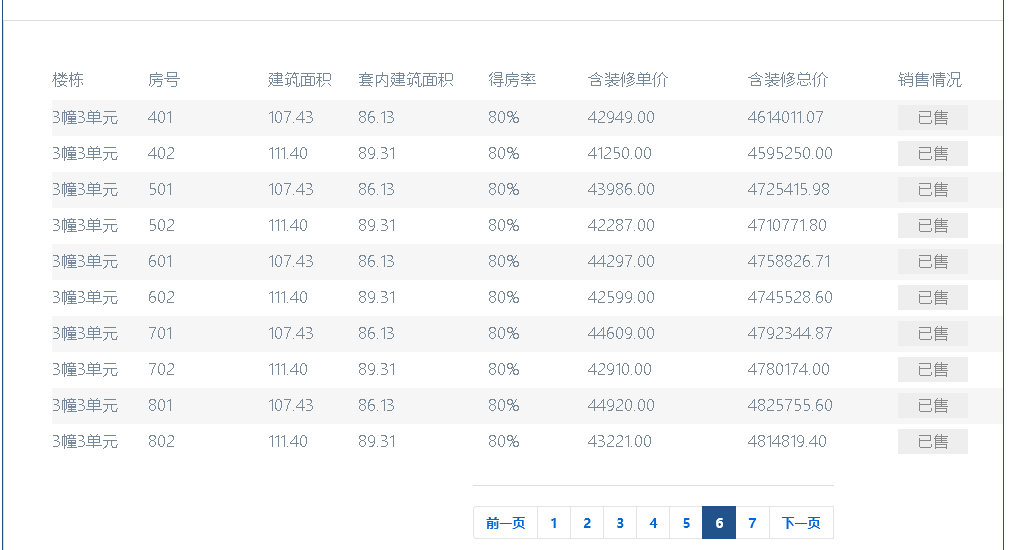 楼栋 房号 建筑面积 套内建筑面积 得房率 含装修单价 含装修总价 销售情况
3幢3单元 401 107.43 86.13 80% 42949.00 4614011.07 已售
3幢3单元 402 111.40 89.31 80% 41250.00 4595250.00 已售
3幢3单元 501 107.43 86.13 80% 43986.00 4725415.98 已售
3幢3单元 502 111.40 89.31 80% 42287.00 4710771.80 已售
3幢3单元 601 107.43 86.13 80% 44297.00 4758826.71 已售
3幢3单元 602 111.40 89.31 80% 42599.00 4745528.60 已售
3幢3单元 701 107.43 86.13 80% 44609.00 4792344.87 已售
3幢3单元 702 111.40 89.31 80% 42910.00 4780174.00 已售
3幢3单元 801 107.43 86.13 80% 44920.00 4825755.60 已售
3幢3单元 802 111.40 89.31 80% 43221.00 4814819.40 已售
前一页 1 2 3 4 5 6 7 下一页